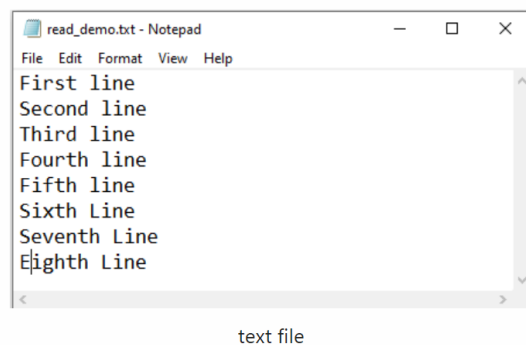 read_demo.txt - Notepad
File Edit Format View Help
First line
Second line
Third line
Fourth line
Fifth line
Sixth Line
Seventh Line
Eighth Line
text file